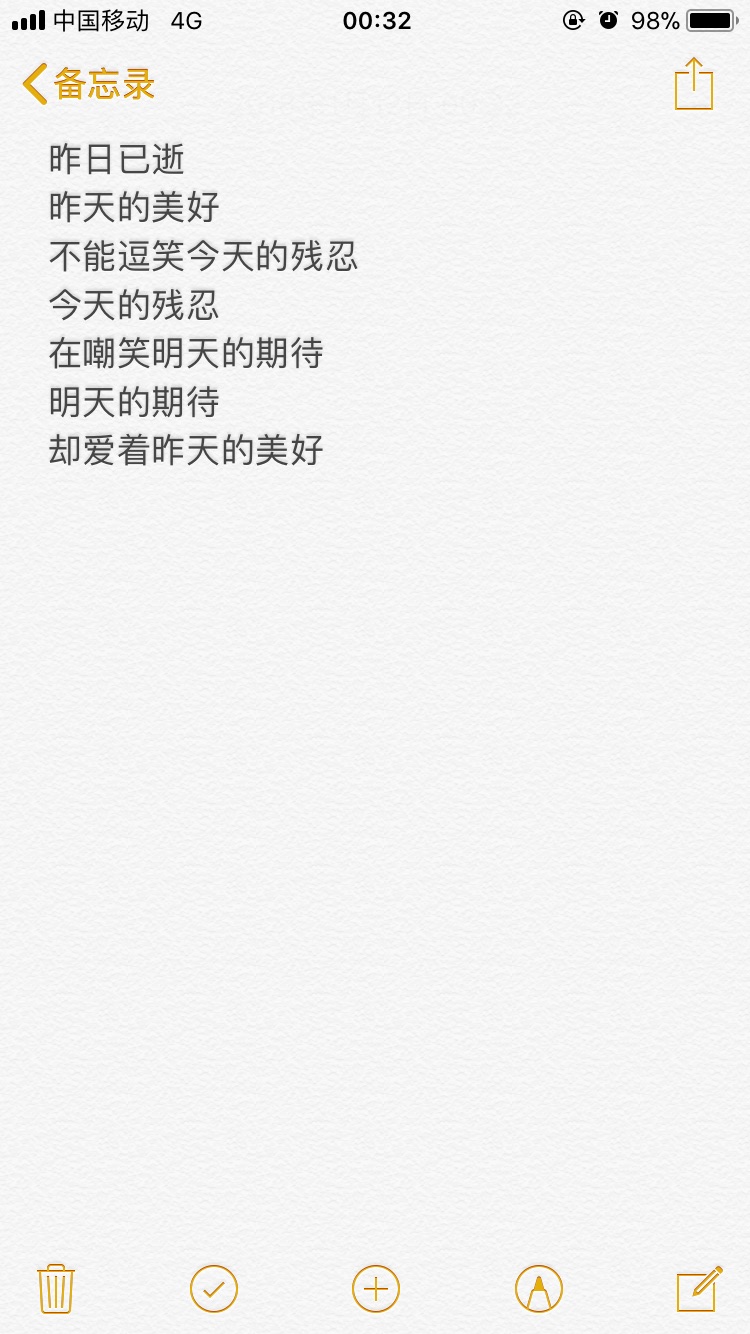 中国移动 4G 00:32 98%
备忘录
昨日已逝
昨天的美好
不能逗笑今天的残忍
今天的残忍
在嘲笑明天的期待
明天的期待
却爱着昨天的美好